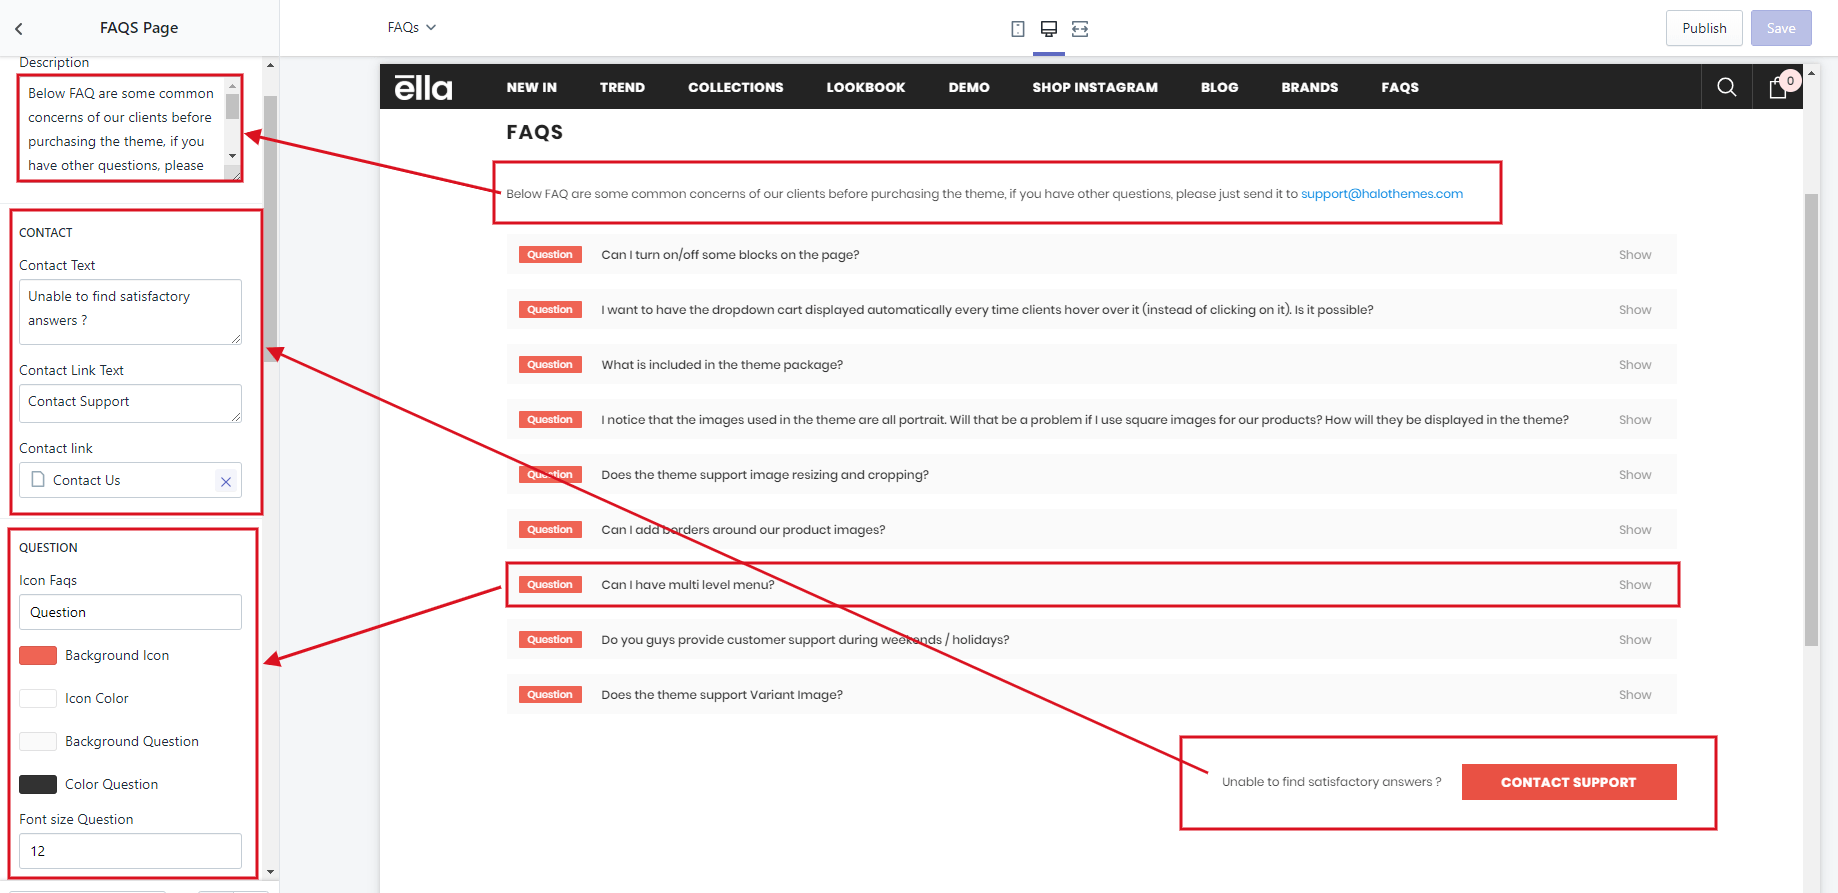 FAQS Page
FAQs
Publish
Save
Description
Below FAQ are some common
concerns of our clients before
purchasing the theme, if you
have other questions, please
CONTACT
Contact Text
Unable to find satisfactory
answers ?
Contact Link Text
Contact Support
Contact link
Contact Us
QUESTION
Icon Faqs
Question
Background Icon
Icon Color
Background Question
Color Question
Font size Question
12
ella NEW IN TREND COLLECTIONS LOOKBOOK DEMO SHOP INSTAGRAM BLOG BRANDS FAQS 0
FAQS
Below FAQ are some common concerns of our clients before purchasing the theme, if you have other questions, please just send it to support@halothemes.com
Question Can I turn on/off some blocks on the page? Show
Question I want to have the dropdown cart displayed automatically every time clients hover over it (instead of clicking on it). Is it possible? Show
Question What is included in the theme package? Show
Question I notice that the images used in the theme are all portrait. Will that be a problem if I use square images for our products? How will they be displayed in the theme? Show
Question Does the theme support image resizing and cropping? Show
Question Can I add borders around our product images? Show
Question Can I have multi level menu? Show
Question Do you guys provide customer support during weekends / holidays? Show
Question Does the theme support Variant Image? Show
Unable to find satisfactory answers ? CONTACT SUPPORT